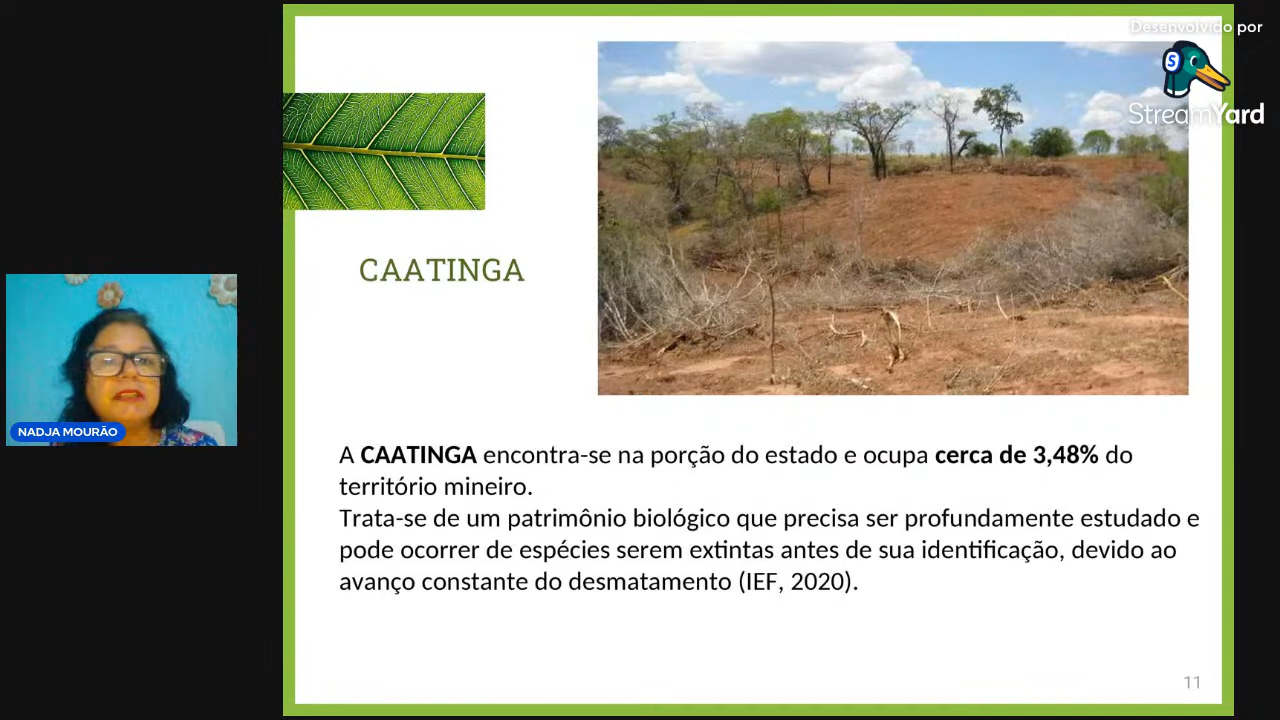 Desenvolvido por
S
StreamYard
CAATINGA
NADJA MOURÃO
A CAATINGA encontra-se na porção do estado e ocupa cerca de 3,48% do
território mineiro.
Trata-se de um patrimônio biológico que precisa ser profundamente estudado e
pode ocorrer de espécies serem extintas antes de sua identificação, devido ao
avanço constante do desmatamento (IEF, 2020).
11